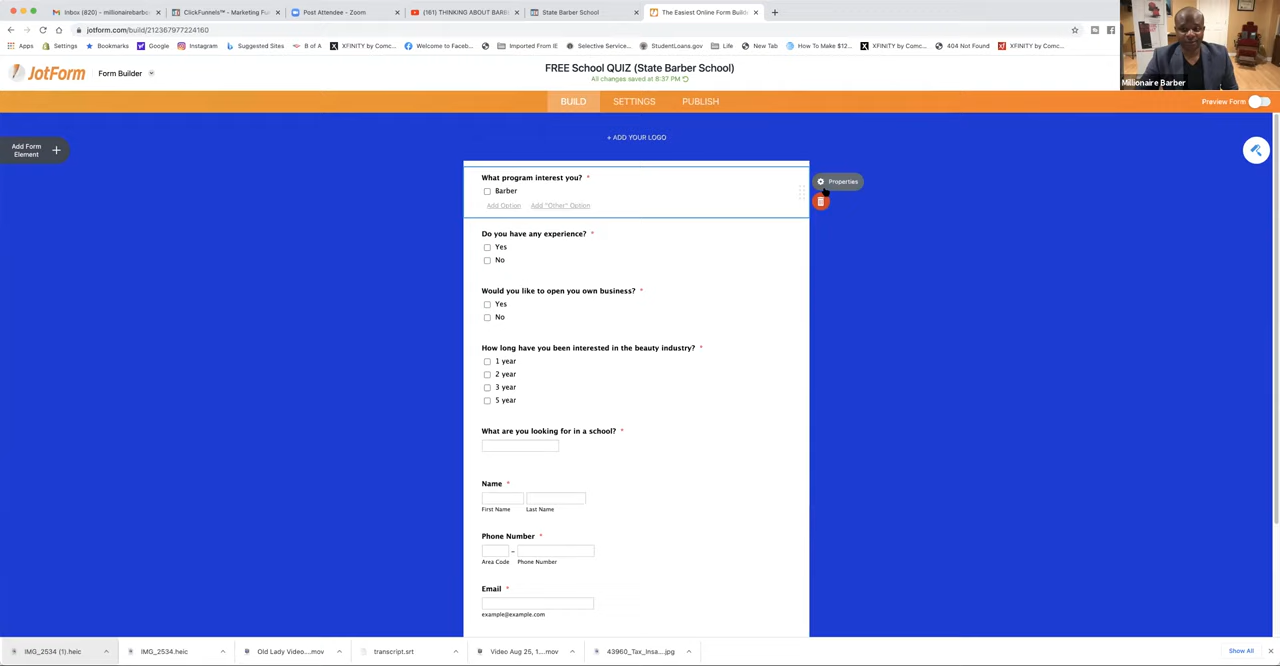 Inbox (820) - millionairebarbe
ClickFunnels™ - Marketing Fun
Post Attendee - Zoom
(161) THINKING ABOUT BARBE
State Barber School
The Easiest Online Form Builde
jotform.com/build/212367977224160
Apps
Settings
Bookmarks
Google
Instagram
Suggested Sites
B of A
XFINITY by Comc...
Welcome to Faceb...
Imported From IE
Selective Service...
StudentLoans.gov
Life
New Tab
How To Make $12...
XFINITY by Comc...
404 Not Found
XFINITY by Comc...
JotForm
Form Builder
FREE School QUIZ (State Barber School)
All changes saved at 8:37 PM
Millionaire Barber
BUILD
SETTINGS
PUBLISH
Preview Form
+ ADD YOUR LOGO
Add Form
Element
What program interest you? *
Barber
Add Option
Add "Other" Option
Properties
Do you have any experience? *
Yes
No
Would you like to open you own business? *
Yes
No
How long have you been interested in the beauty industry? *
1 year
2 year
3 year
5 year
What are you looking for in a school? *
Name *
First Name
Last Name
Phone Number *
-
Area Code
Phone Number
Email *
example@example.com
IMG_2534 (1).heic
IMG_2534.heic
Old Lady Video....mov
transcript.srt
Video Aug 25, 1....mov
43960_Tax_Insa....jpg
Show All